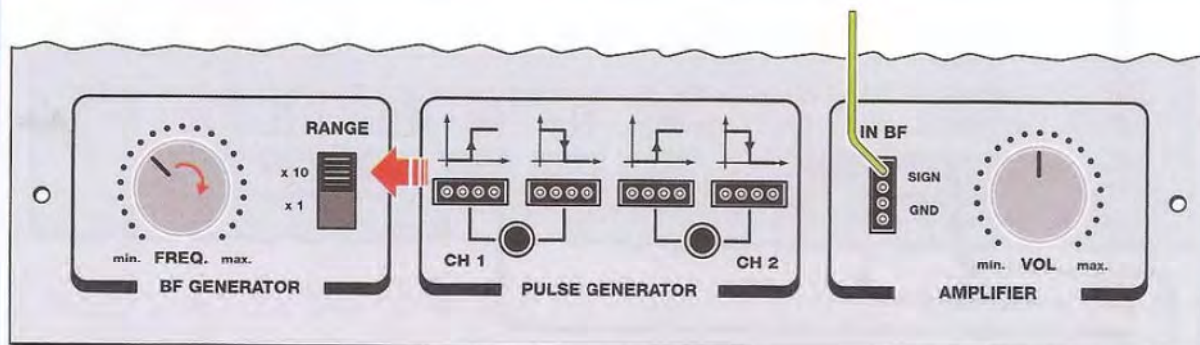 RANGE
x 10
x 1
min. FREQ. max.
BF GENERATOR
CH 1
CH 2
PULSE GENERATOR
IN BF
SIGN
GND
min. VOL max.
AMPLIFIER